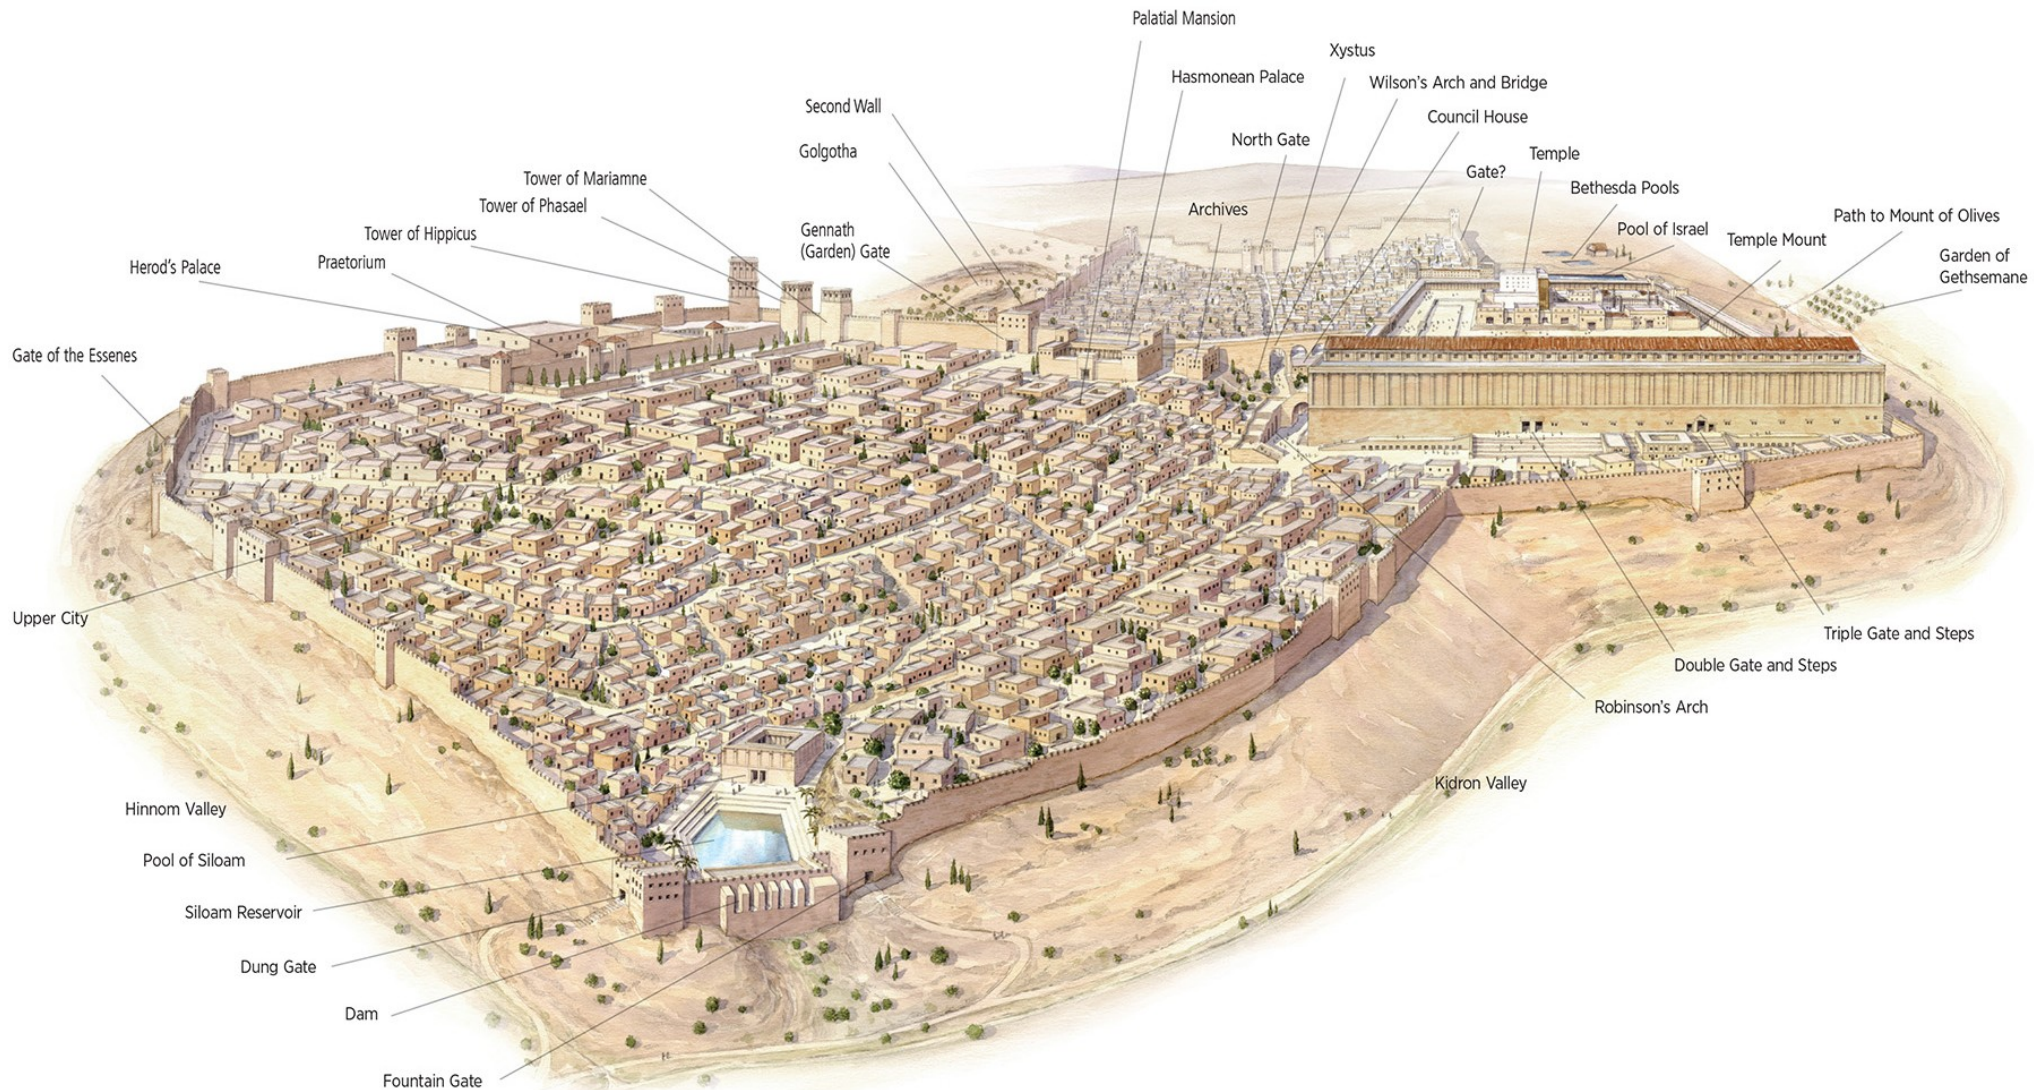 Palatial Mansion
Xystus
Hasmonean Palace
Wilson's Arch and Bridge
Second Wall
Council House
North Gate
Golgotha
Temple
Gate?
Tower of Mariamne
Bethesda Pools
Tower of Phasael
Archives
Path to Mount of Olives
Gennath
(Garden) Gate
Pool of Israel
Tower of Hippicus
Temple Mount
Praetorium
Herod's Palace
Garden of
Gethsemane
Gate of the Essenes
Upper City
Triple Gate and Steps
Double Gate and Steps
Robinson's Arch
Kidron Valley
Hinnom Valley
Pool of Siloam
Siloam Reservoir
Dung Gate
Dam
Fountain Gate